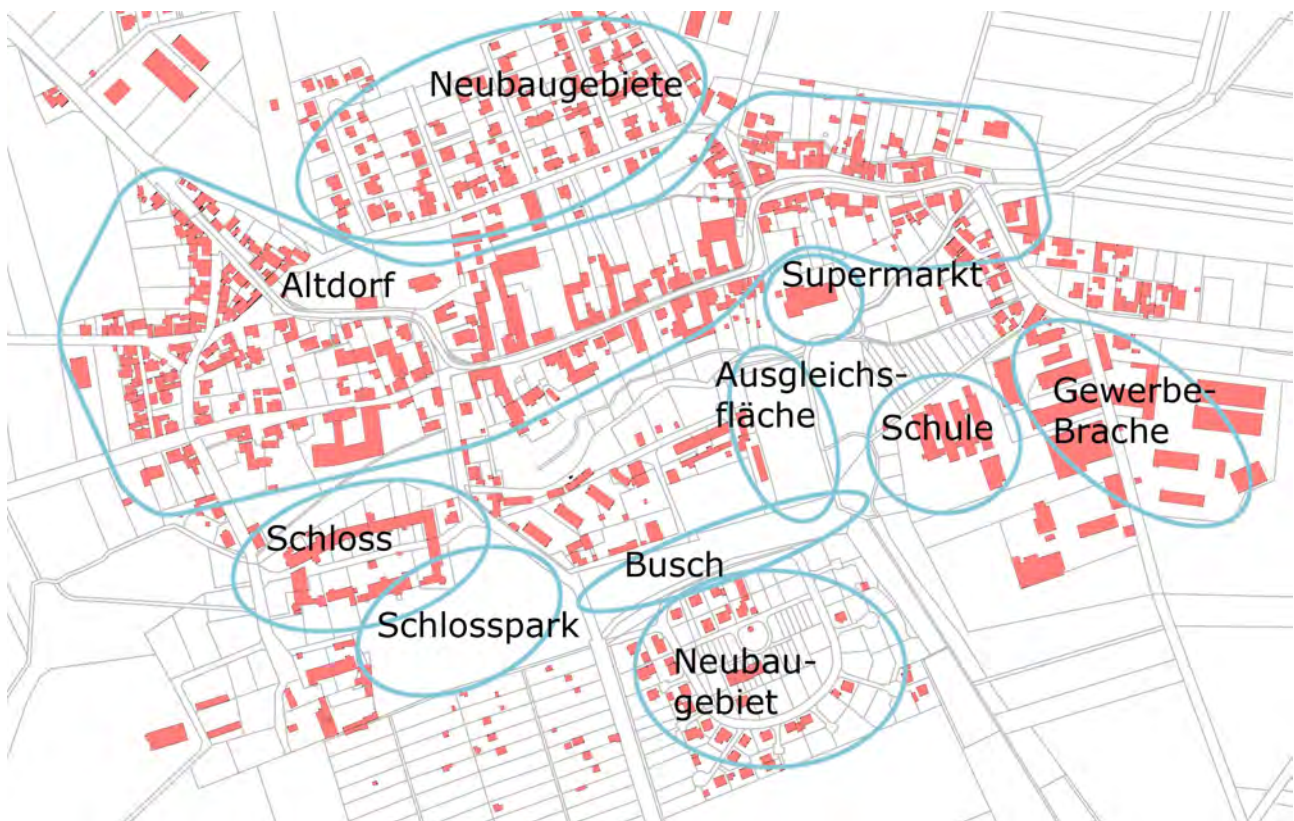 Neubaugebiete
Altdorf
Supermarkt
Ausgleichs-
fläche
Schule
Gewerbe-
Brache
Schloss
Busch
Schlosspark
Neubau-
gebiet